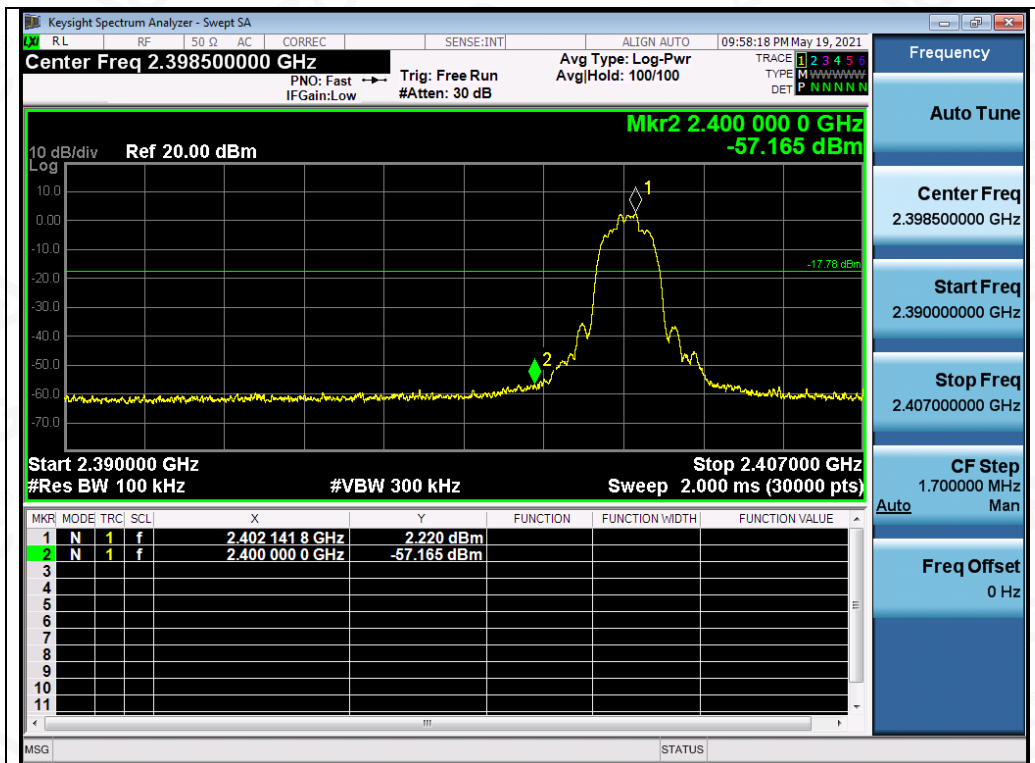 Keysight Spectrum Analyzer - Swept SA
LXI RL RF 50 Ω AC CORREC SENSE:INT ALIGN AUTO 09:58:18 PM May 19, 2021
Center Freq 2.398500000 GHz
PNO: Fast
IFGain:Low
Trig: Free Run
#Atten: 30 dB
Avg Type: Log-Pwr
Avg|Hold: 100/100
TRACE 1 2 3 4 5 6
TYPE M WWWWW
DET P N N N N N
Mkr2 2.400 000 0 GHz
-57.165 dBm
10 dB/div Ref 20.00 dBm
Log
10.0
0.00
-10.0
-20.0
-30.0
-40.0
-50.0
-60.0
-70.0
1
-17.78 dBm
2
Start 2.390000 GHz Stop 2.407000 GHz
#Res BW 100 kHz #VBW 300 kHz Sweep 2.000 ms (30000 pts)
MKR MODE TRC SCL X Y FUNCTION FUNCTION WIDTH FUNCTION VALUE
1 N 1 f 2.402 141 8 GHz 2.220 dBm
2 N 1 f 2.400 000 0 GHz -57.165 dBm
3
4
5
6
7
8
9
10
11
MSG STATUS
Frequency
Auto Tune
Center Freq
2.398500000 GHz
Start Freq
2.390000000 GHz
Stop Freq
2.407000000 GHz
CF Step
1.700000 MHz
Auto Man
Freq Offset
0 Hz